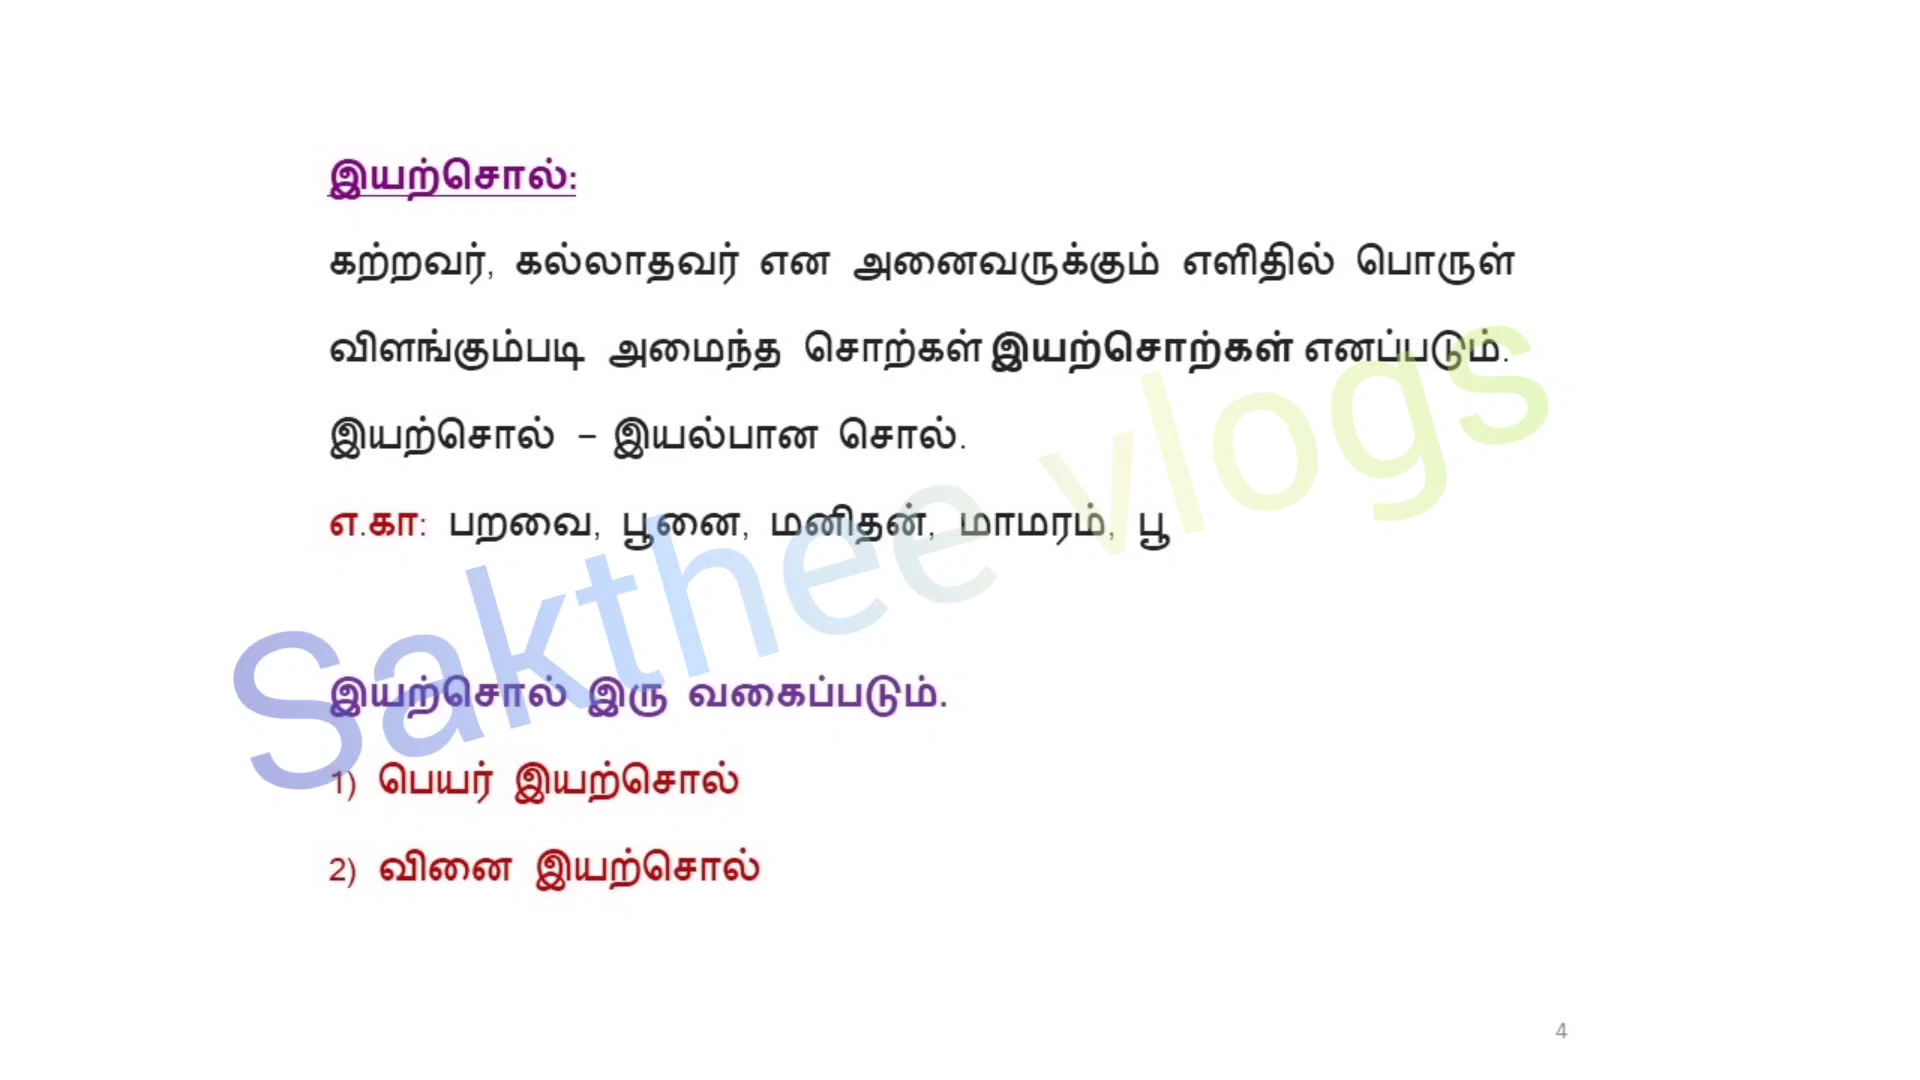 இயற்சொல்:
கற்றவர், கல்லாதவர் என அனைவருக்கும் எளிதில் பொருள்
விளங்கும்படி அமைந்த சொற்கள் இயற்சொற்கள் எனப்படும்.
இயற்சொல் – இயல்பான சொல்.
எ.கா: பறவை, பூனை, மனிதன், மாமரம், பூ
Sakthee vlogs
இயற்சொல் இரு வகைப்படும்.
1) பெயர் இயற்சொல்
2) வினை இயற்சொல்
4